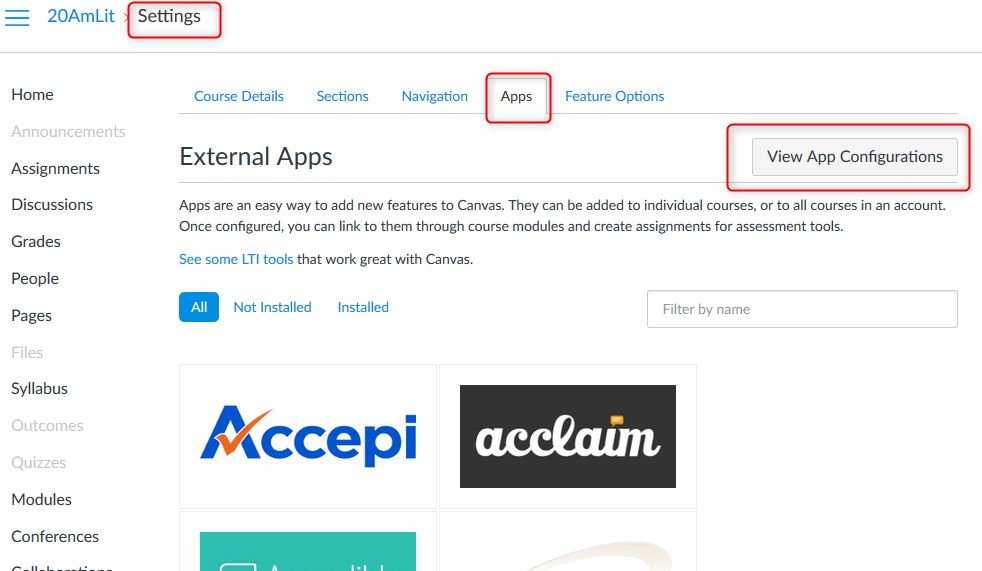 20AmLit › Settings
Home
Announcements
Assignments
Discussions
Grades
People
Pages
Files
Syllabus
Outcomes
Quizzes
Modules
Conferences
Course Details Sections Navigation Apps Feature Options
External Apps View App Configurations
Apps are an easy way to add new features to Canvas. They can be added to individual courses, or to all courses in an account.
Once configured, you can link to them through course modules and create assignments for assessment tools.
See some LTI tools that work great with Canvas.
All Not Installed Installed Filter by name
Accepi acclaim